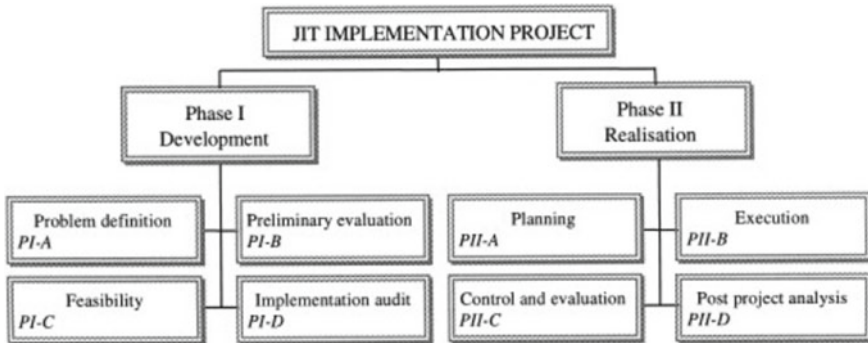 JIT IMPLEMENTATION PROJECT
Phase I
Development
Phase II
Realisation
Problem definition
PI-A
Preliminary evaluation
PI-B
Feasibility
PI-C
Implementation audit
PI-D
Planning
PII-A
Execution
PII-B
Control and evaluation
PII-C
Post project analysis
PII-D